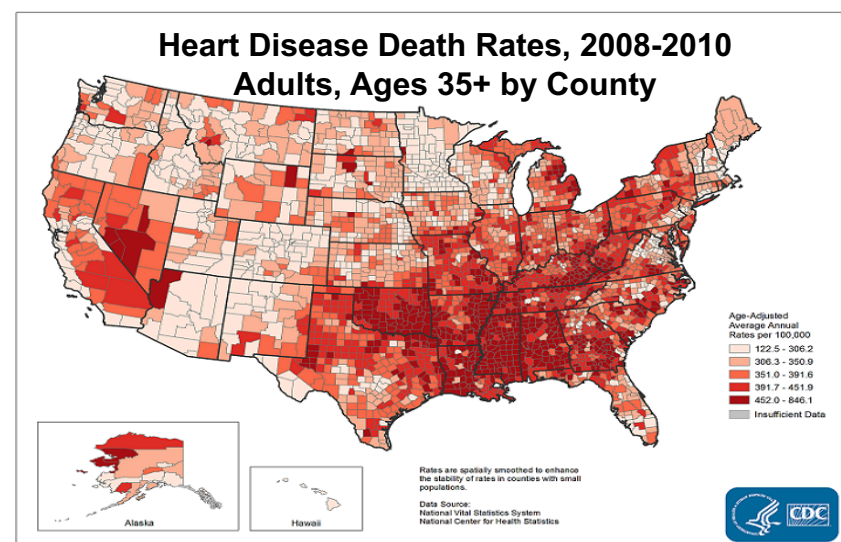 Heart Disease Death Rates, 2008-2010
Adults, Ages 35+ by County
Age-Adjusted
Average Annual
Rates per 100,000
122.5 - 306.2
306.3 - 350.9
351.0 - 391.6
391.7 - 451.9
452.0 - 846.1
Insufficient Data
Alaska
Hawaii
Rates are spatially smoothed to enhance
the stability of rates in counties with small
populations.
Data Source:
National Vital Statistics System
National Center for Health Statistics
CDC